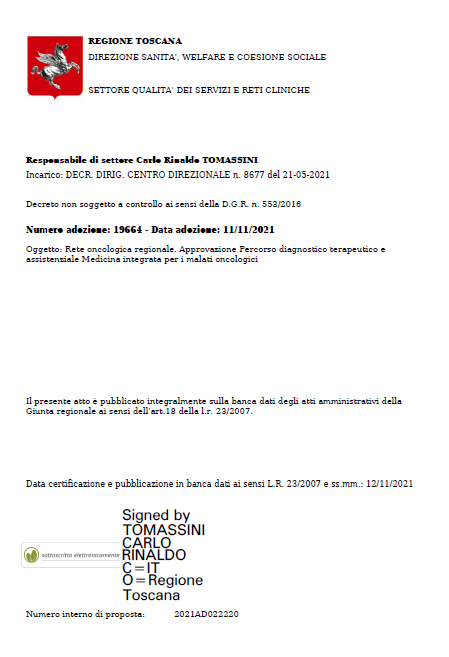 REGIONE TOSCANA
DIREZIONE SANITA', WELFARE E COESIONE SOCIALE
SETTORE QUALITA' DEI SERVIZI E RETI CLINICHE
Responsabile di settore Carlo Rinaldo TOMASSINI
Incarico: DECR. DIRIG. CENTRO DIREZIONALE n. 8677 del 21-05-2021
Decreto non soggetto a controllo ai sensi della D.G.R. n. 553/2016
Numero adozione: 19664 - Data adozione: 11/11/2021
Oggetto: Rete oncologica regionale. Approvazione Percorso diagnostico terapeutico e
assistenziale Medicina integrata per i malati oncologici
Il presente atto è pubblicato integralmente sulla banca dati degli atti amministrativi della
Giunta regionale ai sensi dell'art.18 della l.r. 23/2007.
Data certificazione e pubblicazione in banca dati ai sensi L.R. 23/2007 e ss.mm.: 12/11/2021
Signed by
TOMASSINI
CARLO
RINALDO
C=IT
O=Regione
Toscana
sottoscritto elettronicamente
Numero interno di proposta: 2021AD022220